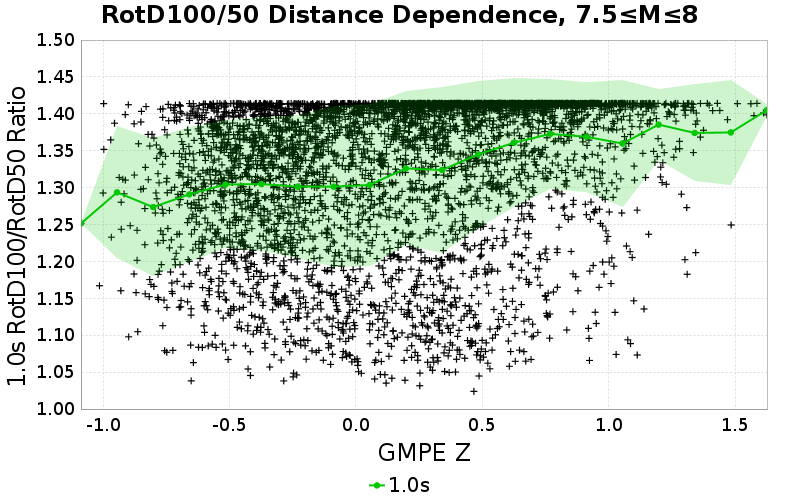 RotD100/50 Distance Dependence, 7.5≤M≤8
1.0s RotD100/RotD50 Ratio
1.50
1.45
1.40
1.35
1.30
1.25
1.20
1.15
1.10
1.05
1.00
-1.0 -0.5 0.0 0.5 1.0 1.5
GMPE Z
1.0s